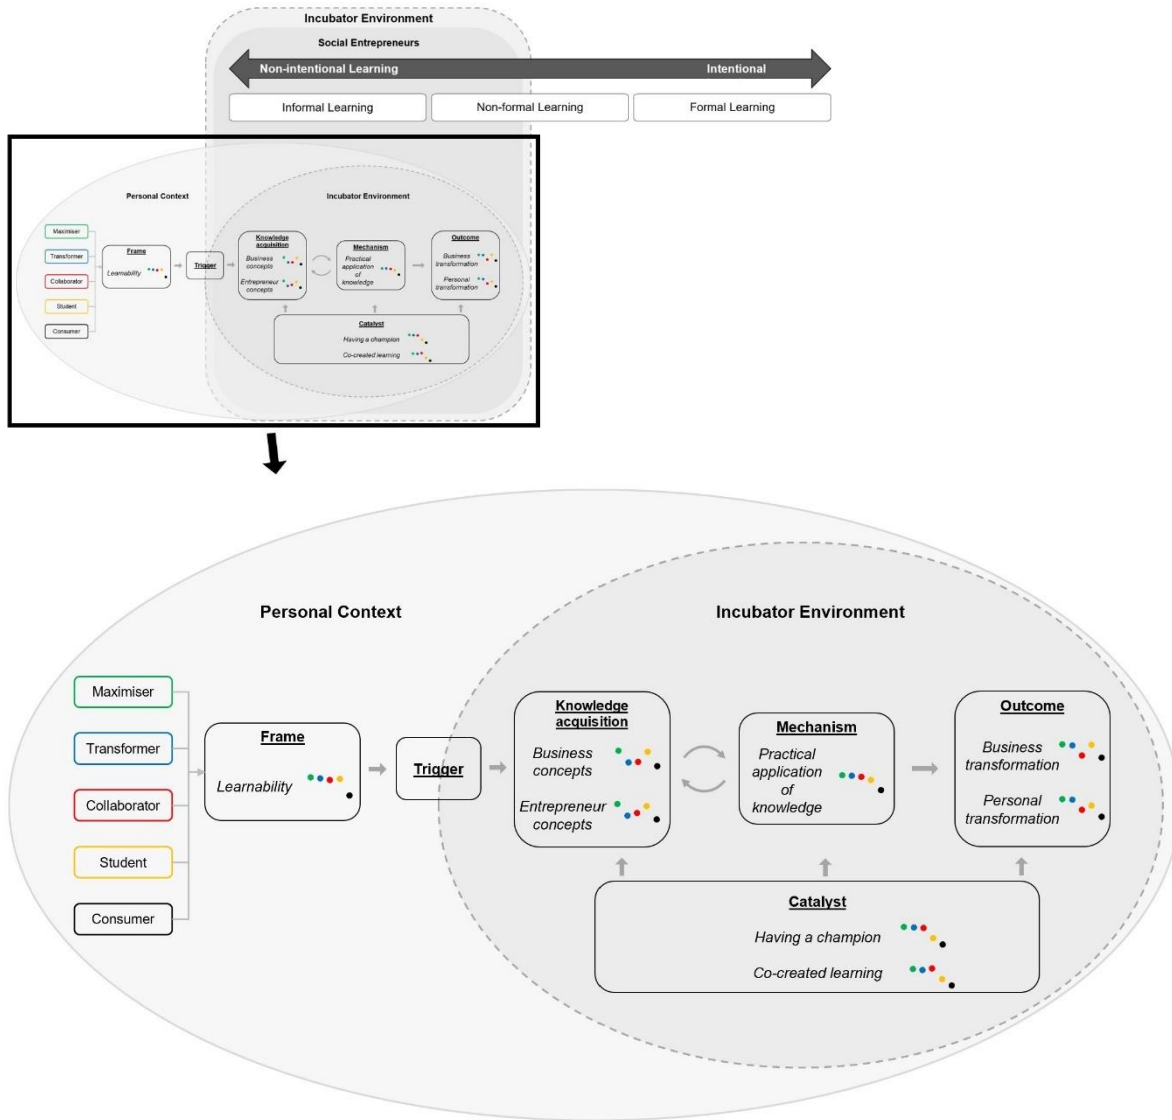 Incubator Environment
Social Entrepreneurs
Non-intentional Learning
Intentional
Informal Learning
Non-formal Learning
Formal Learning
Personal Context
Incubator Environment
Maximiser
Transformer
Collaborator
Student
Consumer
Frame
Learnability
Trigger
Knowledge
acquisition
Business
concepts
Entrepreneur
concepts
Mechanism
Practical
application
of
knowledge
Outcome
Business
transformation
Personal
transformation
Catalyst
Having a champion
Co-created learning
Personal Context
Incubator Environment
Maximiser
Transformer
Collaborator
Student
Consumer
Frame
Learnability
Trigger
Knowledge
acquisition
Business
concepts
Entrepreneur
concepts
Mechanism
Practical
application
of
knowledge
Outcome
Business
transformation
Personal
transformation
Catalyst
Having a champion
Co-created learning